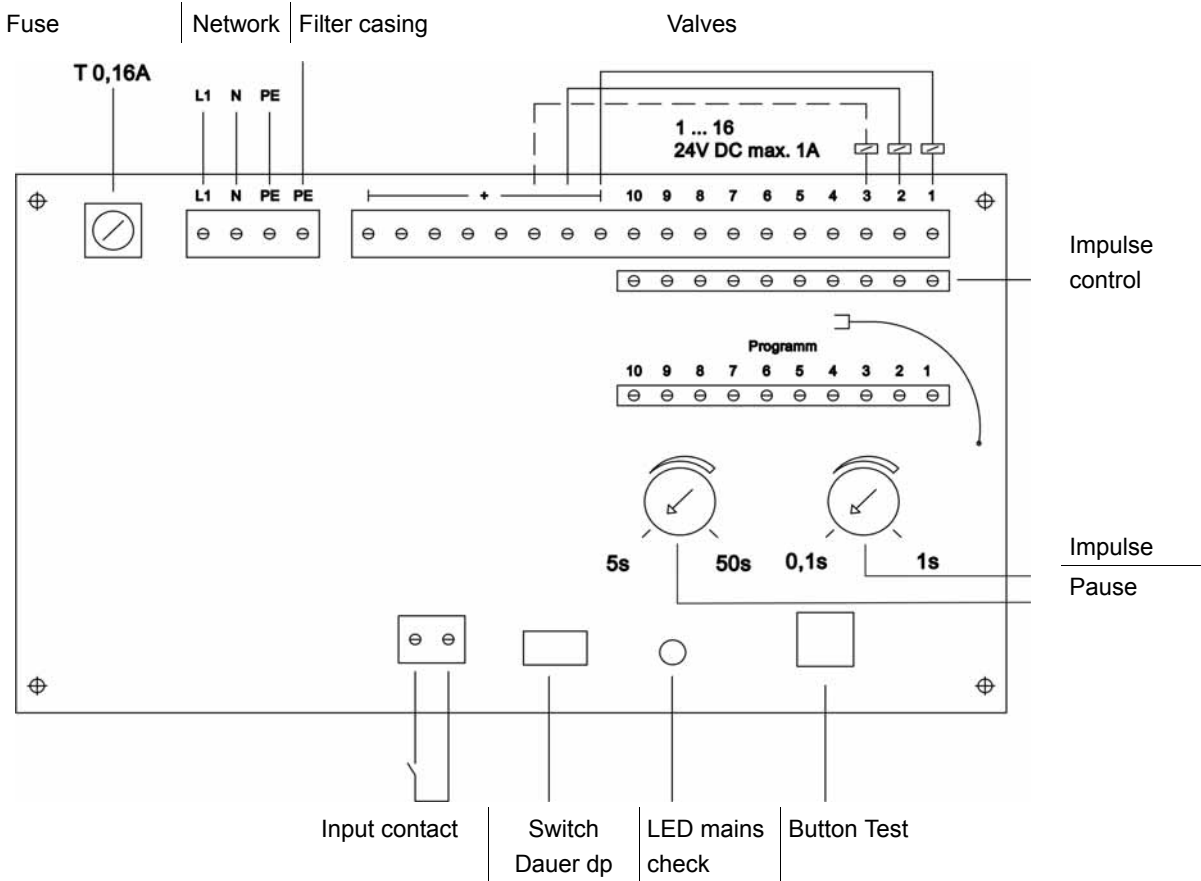 Fuse
Network
Filter casing
Valves
T 0,16A
L1 N PE
1 ... 16
24V DC max. 1A
L1 N PE PE
+
10 9 8 7 6 5 4 3 2 1
Impulse
control
Programm
10 9 8 7 6 5 4 3 2 1
5s 50s 0,1s 1s
Impulse
Pause
Input contact
Switch
Dauer dp
LED mains
check
Button Test